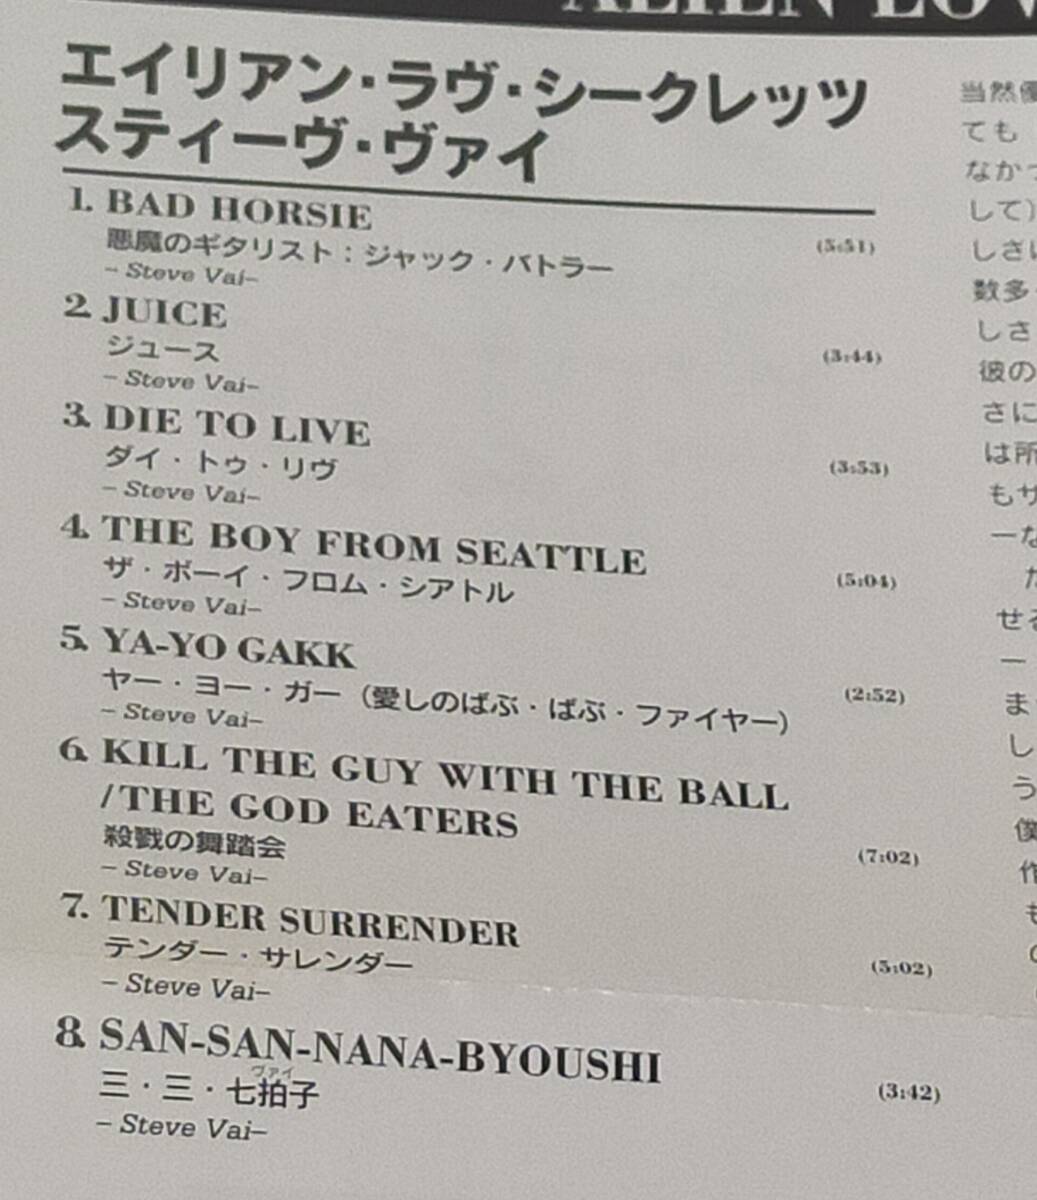 ALIEN LOV
エイリアン・ラヴ・シークレッツ
スティーヴ・ヴァイ
1. BAD HORSIE
悪魔のギタリスト：ジャック・バトラー (5:51)
– Steve Vai–
2. JUICE
ジュース (3:44)
– Steve Vai–
3. DIE TO LIVE
ダイ・トゥ・リヴ (3:53)
– Steve Vai–
4. THE BOY FROM SEATTLE
ザ・ボーイ・フロム・シアトル (5:04)
– Steve Vai–
5. YA-YO GAKK
ヤー・ヨー・ガー（愛しのばぶ・ばぶ・ファイヤー） (2:52)
– Steve Vai–
6. KILL THE GUY WITH THE BALL
/THE GOD EATERS
殺戮の舞踏会 (7:02)
– Steve Vai–
7. TENDER SURRENDER
テンダー・サレンダー (5:02)
– Steve Vai–
8. SAN-SAN-NANA-BYOUSHI
ヴァイ
三・三・七拍子 (3:42)
– Steve Vai–
当然優
ても
なかっ
して)
しさに
数多
しさ
彼の
さに
は所
もサ
ーな
た
せる
ー
ま
し
う
僕
作
も